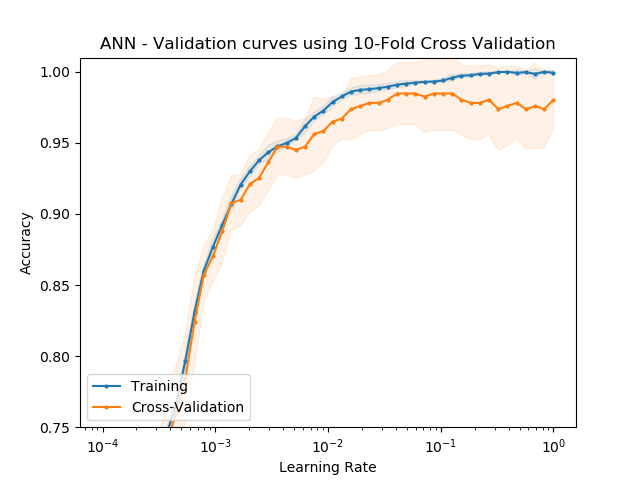 ANN - Validation curves using 10-Fold Cross Validation
Accuracy
1.00
0.95
0.90
0.85
0.80
0.75
Training
Cross-Validation
10⁻⁴ 10⁻³ 10⁻² 10⁻¹ 10⁰
Learning Rate